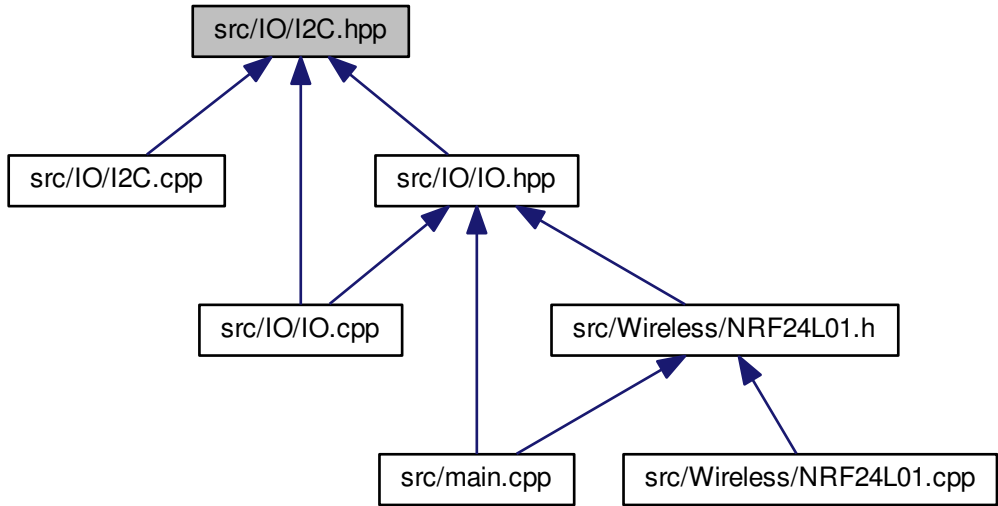 src/IO/I2C.hpp
src/IO/I2C.cpp
src/IO/IO.hpp
src/IO/IO.cpp
src/Wireless/NRF24L01.h
src/main.cpp
src/Wireless/NRF24L01.cpp